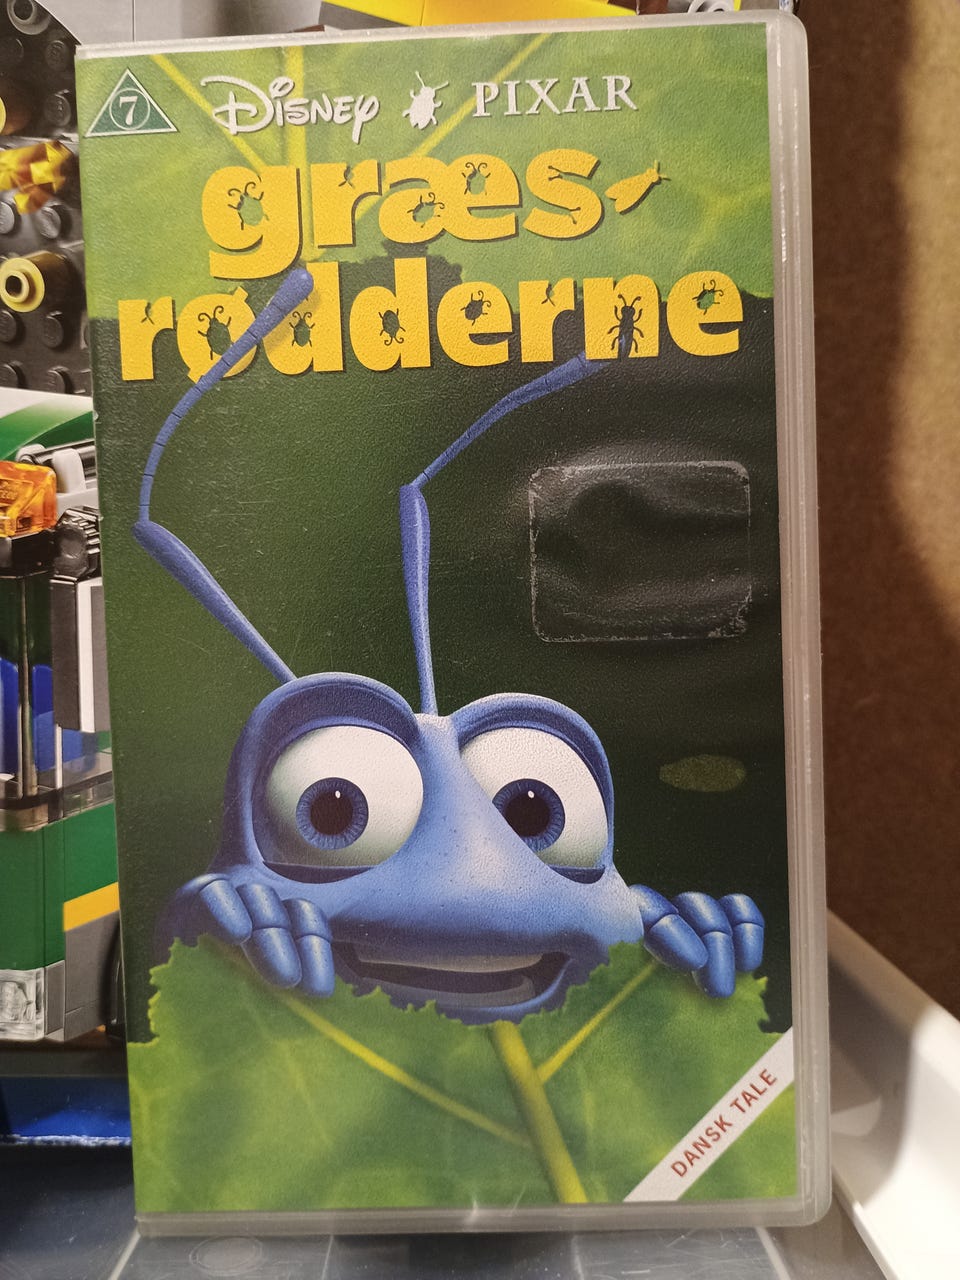 7
Disney PIXAR
græs-
rødderne
DANSK TALE